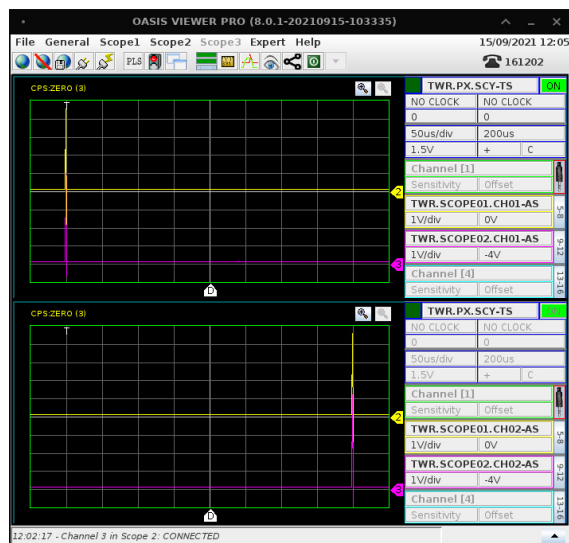 OASIS VIEWER PRO (8.0.1-20210915-103335)
File General Scope1 Scope2 Scope3 Expert Help 15/09/2021 12:05
PLS 161202
CPS:ZERO (3)
T
2
3
D
TWR.PX.SCY-TS ON
NO CLOCK NO CLOCK
0 0
50us/div 200us
1.5V + C
Channel [1]
Sensitivity Offset
TWR.SCOPE01.CH01-AS
1V/div 0V
5-8
TWR.SCOPE02.CH01-AS
1V/div -4V
9-12
Channel [4]
Sensitivity Offset
13-16
CPS:ZERO (3)
T
2
3
D
TWR.PX.SCY-TS ON
NO CLOCK NO CLOCK
0 0
50us/div 200us
1.5V + C
Channel [1]
Sensitivity Offset
TWR.SCOPE01.CH02-AS
1V/div 0V
5-8
TWR.SCOPE02.CH02-AS
1V/div -4V
9-12
Channel [4]
Sensitivity Offset
13-16
12:02:17 - Channel 3 in Scope 2: CONNECTED